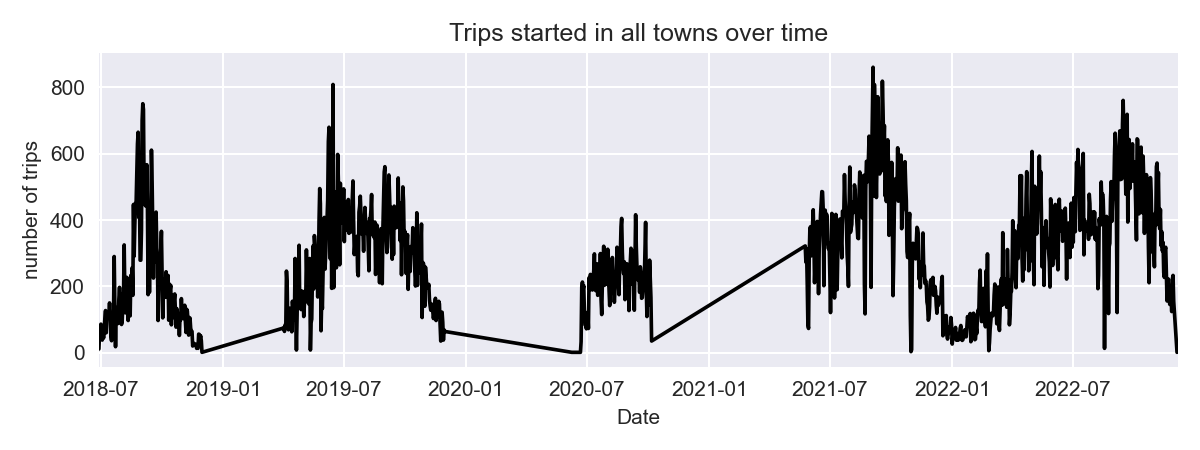 Trips started in all towns over time
number of trips
800
600
400
200
0
2018-07 2019-01 2019-07 2020-01 2020-07 2021-01 2021-07 2022-01 2022-07
Date